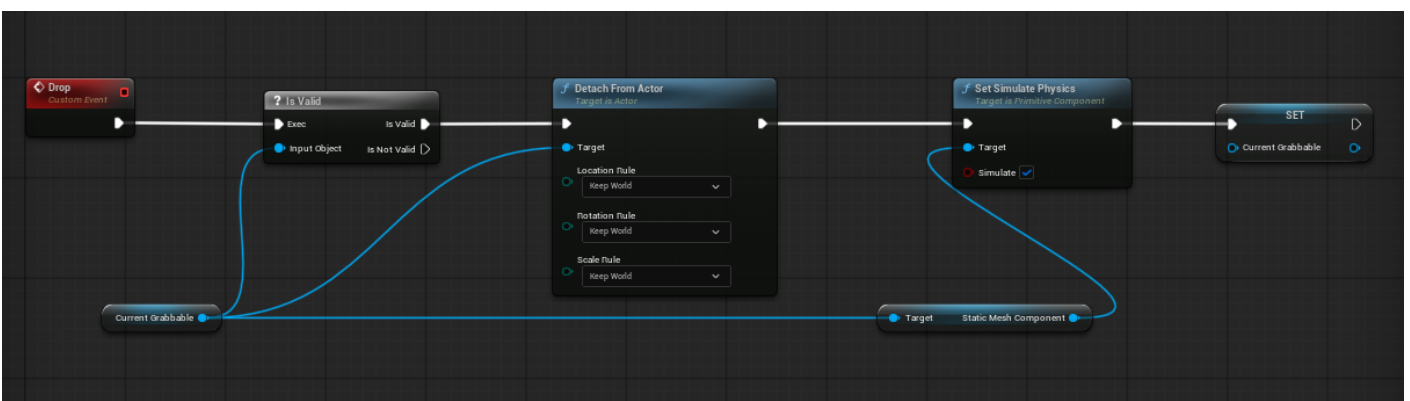 Drop
Custom Event
? Is Valid
Exec
Is Valid
Input Object
Is Not Valid
f Detach From Actor
Target is Actor
Target
Location Rule
Keep World
Rotation Rule
Keep World
Scale Rule
Keep World
f Set Simulate Physics
Target is Primitive Component
Target
Simulate
SET
Current Grabbable
Current Grabbable
Target
Static Mesh Component